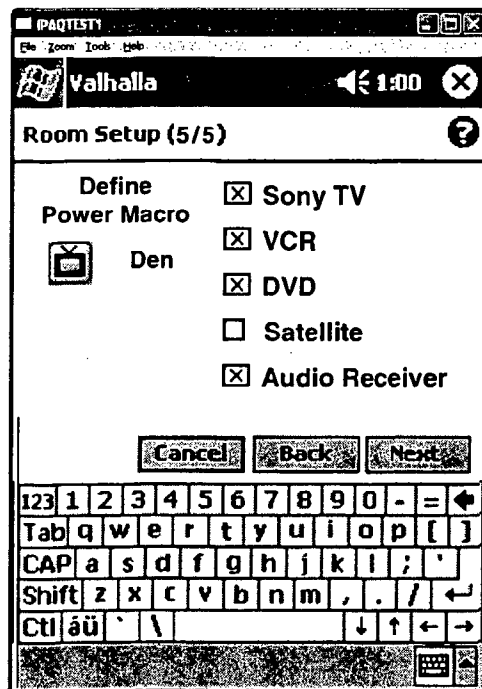 IPAQTEST1
File Zoom Tools Help
Valhalla 1:00
Room Setup (5/5) ?
Define
Power Macro
Den
Sony TV
VCR
DVD
Satellite
Audio Receiver
Cancel Back Next
123 1 2 3 4 5 6 7 8 9 0 - =
Tab q w e r t y u i o p [ ]
CAP a s d f g h j k l ; '
Shift z x c v b n m , . /
Ctl áü ` \